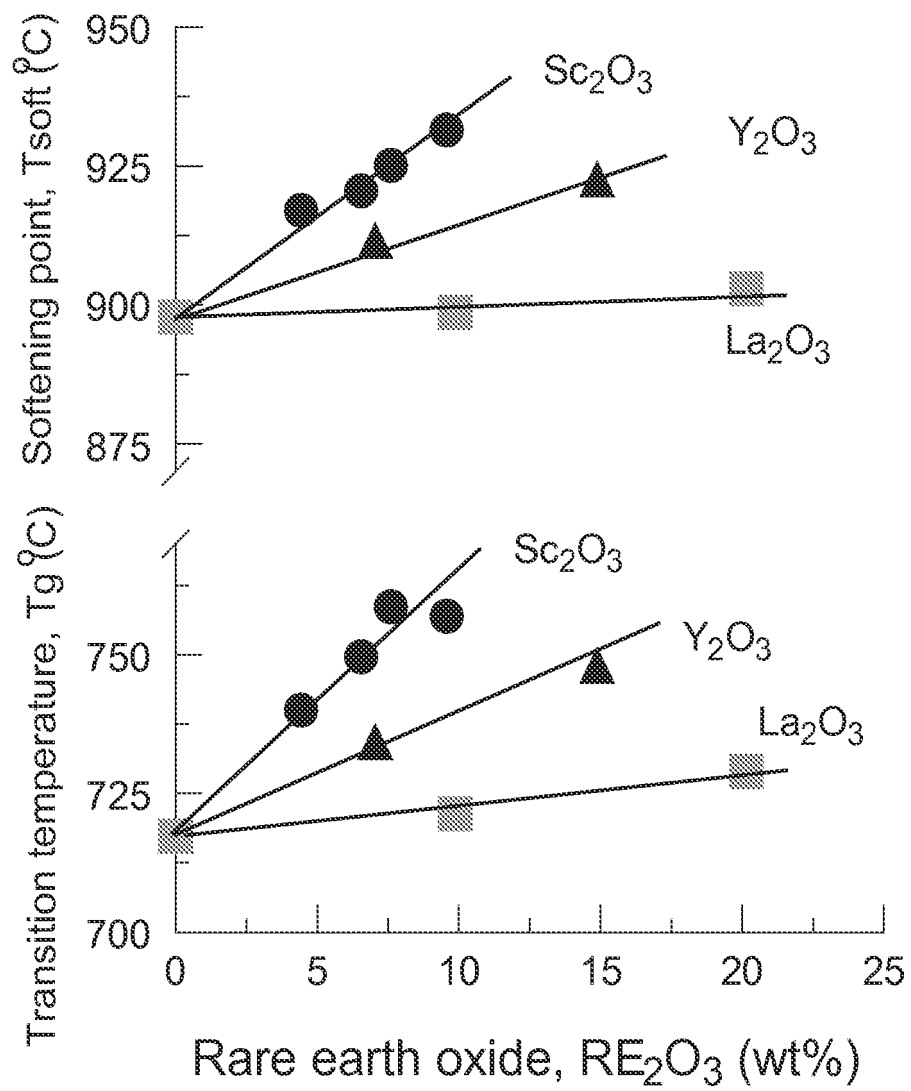 Softening point, Tsoft (°C)
950
925
900
875
Sc₂O₃
Y₂O₃
La₂O₃
Transition temperature, Tg (°C)
750
725
700
Sc₂O₃
Y₂O₃
La₂O₃
0 5 10 15 20 25
Rare earth oxide, RE₂O₃ (wt%)